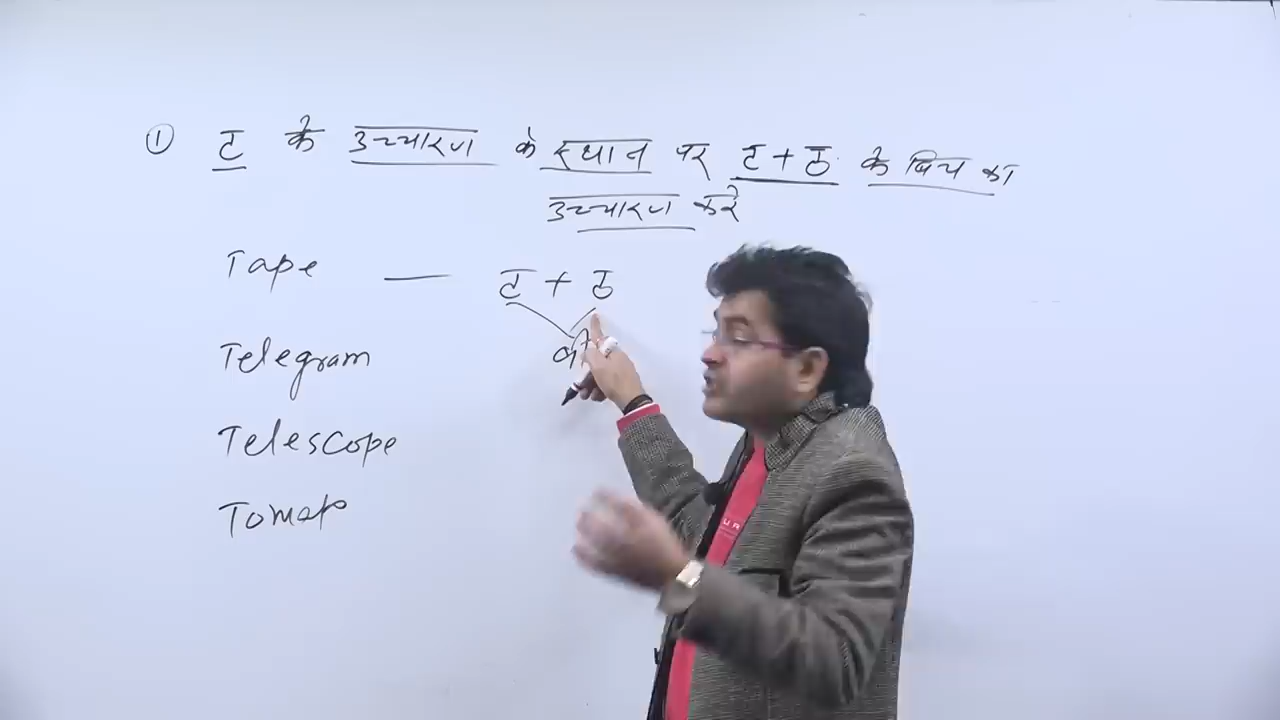 ① ट के उच्चारण के स्थान पर ट + ठ के बिच का
उच्चारण करे
Tape — ट + ठ
Telegram
Telescope
Tomato